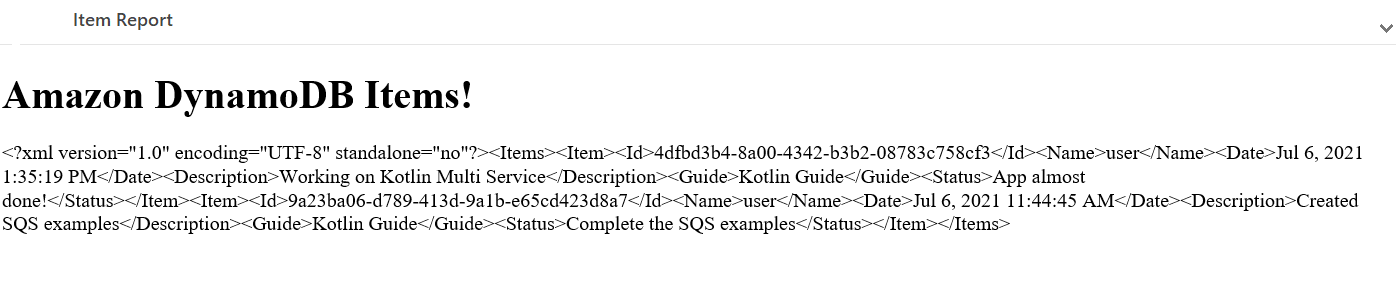 Item Report
Amazon DynamoDB Items!
<?xml version="1.0" encoding="UTF-8" standalone="no"?><Items><Item><Id>4dfbd3b4-8a00-4342-b3b2-08783c758cf3</Id><Name>user</Name><Date>Jul 6, 2021
1:35:19 PM</Date><Description>Working on Kotlin Multi Service</Description><Guide>Kotlin Guide</Guide><Status>App almost
done!</Status></Item><Item><Id>9a23ba06-d789-413d-9a1b-e65cd423d8a7</Id><Name>user</Name><Date>Jul 6, 2021 11:44:45 AM</Date><Description>Created
SQS examples</Description><Guide>Kotlin Guide</Guide><Status>Complete the SQS examples</Status></Item></Items>